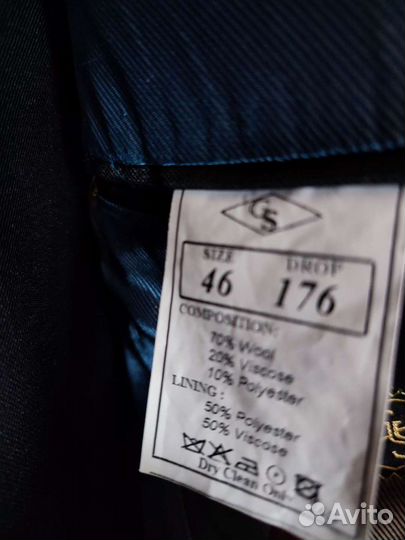 GS
SIZE DROP
46 176
COMPOSITION:
70% Wool
20% Viscose
10% Polyester
LINING :
50% Polyester
50% Viscose
Dry Clean Only
Avito